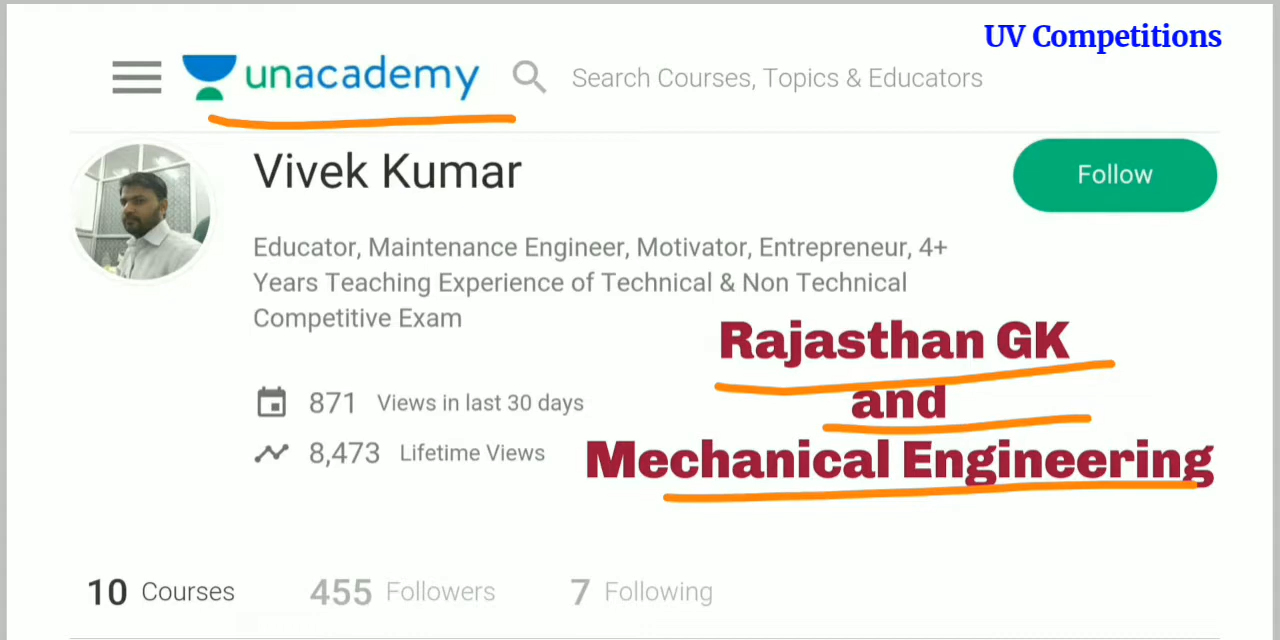 UV Competitions
unacademy Search Courses, Topics & Educators
Vivek Kumar
Follow
Educator, Maintenance Engineer, Motivator, Entrepreneur, 4+
Years Teaching Experience of Technical & Non Technical
Competitive Exam
Rajasthan GK
and
Mechanical Engineering
871 Views in last 30 days
8,473 Lifetime Views
10 Courses 455 Followers 7 Following